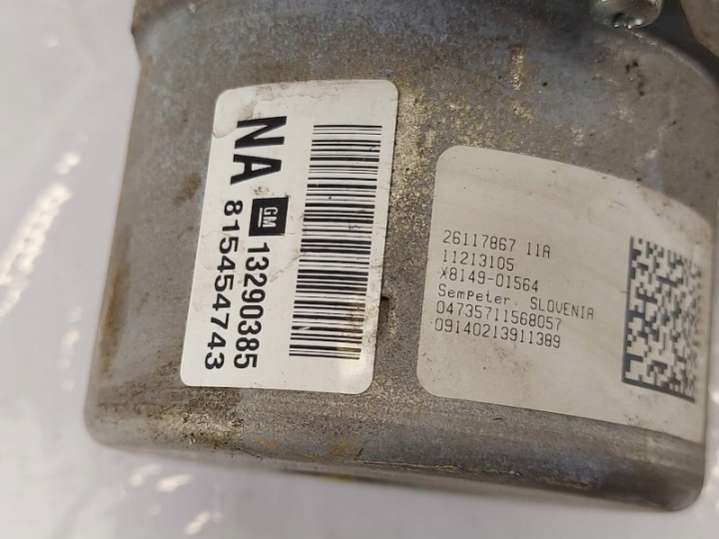 NA
GM 13290385
815454743
26117867 11A
11213105
X8149-01564
Sempeter. SLOVENIA
04735711568057
09140213911389